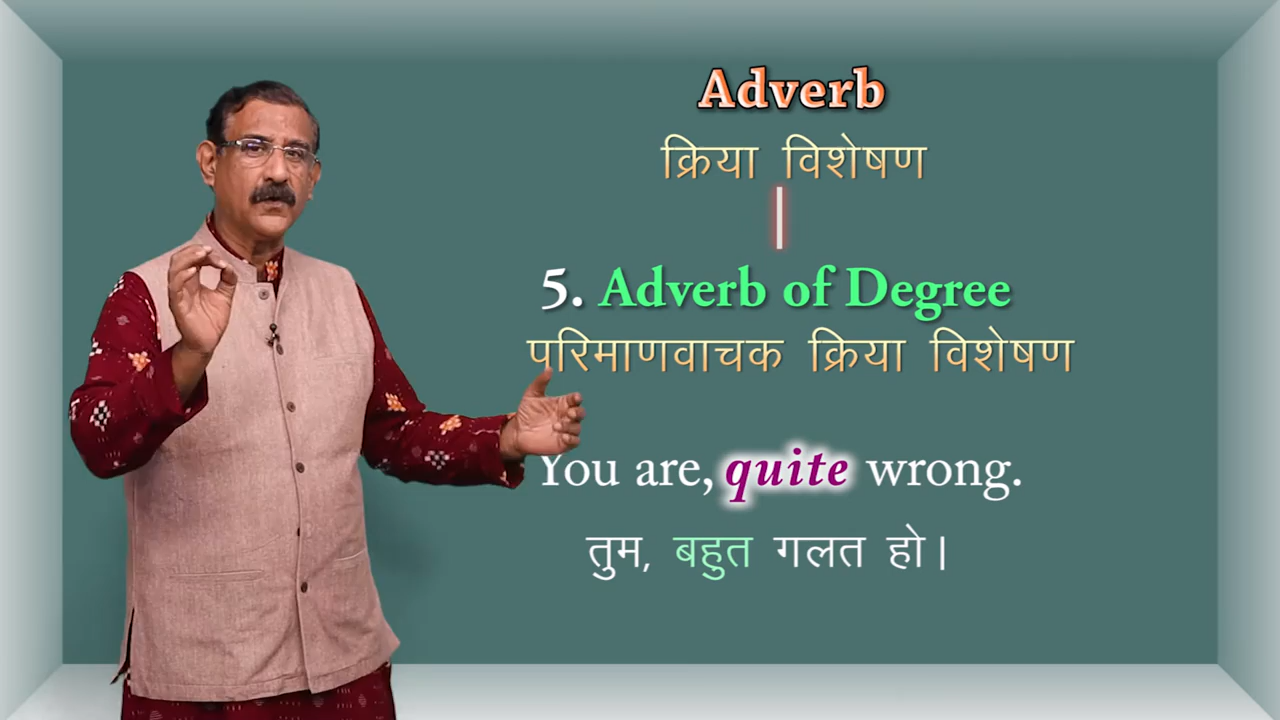 Adverb
क्रिया विशेषण
5. Adverb of Degree
परिमाणवाचक क्रिया विशेषण
You are, quite wrong.
तुम, बहुत गलत हो।